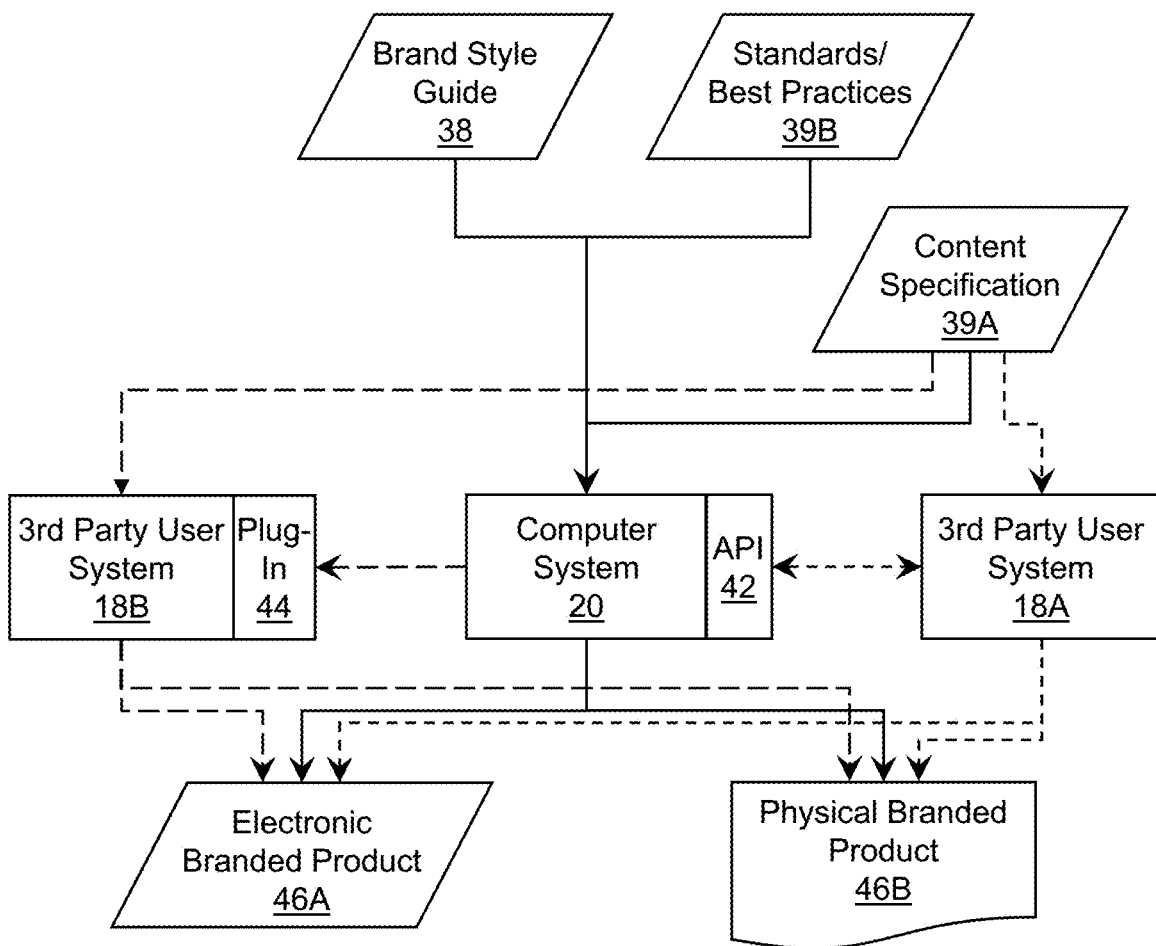 Brand Style
Guide
38
Standards/
Best Practices
39B
Content
Specification
39A
3rd Party User
System
18B
Plug-
In
44
Computer
System
20
API
42
3rd Party User
System
18A
Electronic
Branded Product
46A
Physical Branded
Product
46B